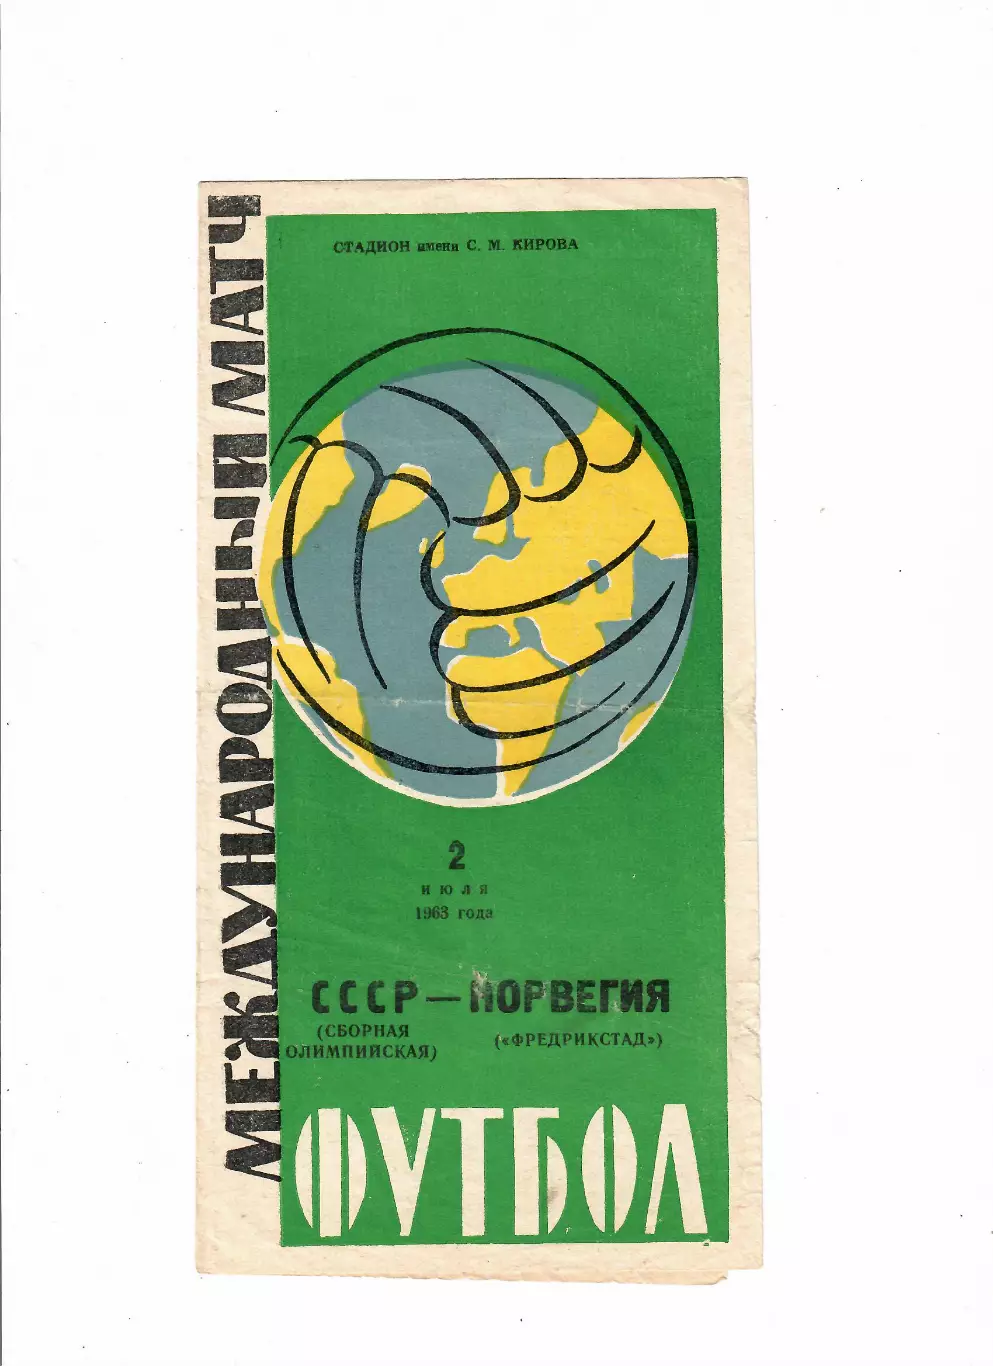 МЕЖДУНАРОДНЫЙ МАТЧ
СТАДИОН имени С. М. КИРОВА
2
июля
1963 года
СССР — НОРВЕГИЯ
(СБОРНАЯ
ОЛИМПИЙСКАЯ)
(«ФРЕДРИКСТАД»)
ФУТБОЛ